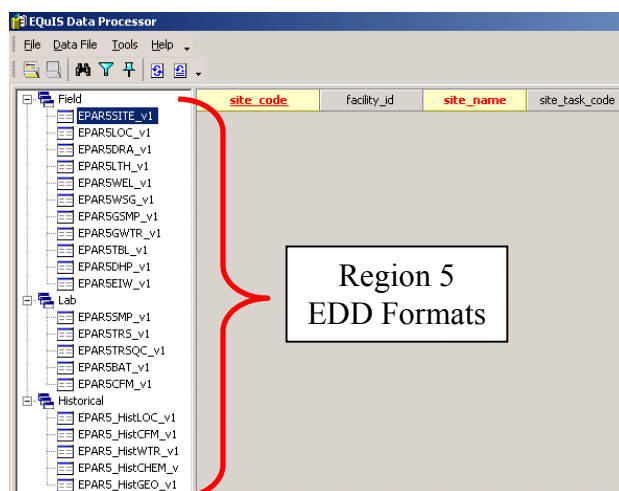 EQuIS Data Processor
File Data File Tools Help
site_code facility_id site_name site_task_code
Field
EPAR5SITE_v1
EPAR5LOC_v1
EPAR5DRA_v1
EPAR5LTH_v1
EPAR5WEL_v1
EPAR5WSG_v1
EPAR5GSMP_v1
EPAR5GWTR_v1
EPAR5TBL_v1
EPAR5DHP_v1
EPAR5EIW_v1
Lab
EPAR5SMP_v1
EPAR5TRS_v1
EPAR5TRSQC_v1
EPAR5BAT_v1
EPAR5CFM_v1
Historical
EPAR5_HistLOC_v1
EPAR5_HistCFM_v1
EPAR5_HistWTR_v1
EPAR5_HistCHEM_v
EPAR5_HistGEO_v1
Region 5
EDD Formats